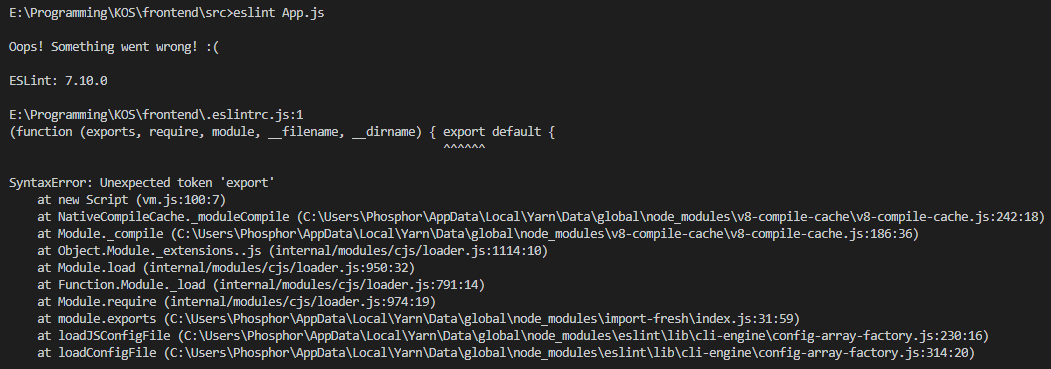 E:\Programming\KOS\frontend\src>eslint App.js
Oops! Something went wrong! :(
ESLint: 7.10.0
E:\Programming\KOS\frontend\.eslintrc.js:1
(function (exports, require, module, __filename, __dirname) { export default {
^^^^^^
SyntaxError: Unexpected token 'export'
    at new Script (vm.js:100:7)
    at NativeCompileCache._moduleCompile (C:\Users\Phosphor\AppData\Local\Yarn\Data\global\node_modules\v8-compile-cache\v8-compile-cache.js:242:18)
    at Module._compile (C:\Users\Phosphor\AppData\Local\Yarn\Data\global\node_modules\v8-compile-cache\v8-compile-cache.js:186:36)
    at Object.Module._extensions..js (internal/modules/cjs/loader.js:1114:10)
    at Module.load (internal/modules/cjs/loader.js:950:32)
    at Function.Module._load (internal/modules/cjs/loader.js:791:14)
    at Module.require (internal/modules/cjs/loader.js:974:19)
    at module.exports (C:\Users\Phosphor\AppData\Local\Yarn\Data\global\node_modules\import-fresh\index.js:31:59)
    at loadJSConfigFile (C:\Users\Phosphor\AppData\Local\Yarn\Data\global\node_modules\eslint\lib\cli-engine\config-array-factory.js:230:16)
    at loadConfigFile (C:\Users\Phosphor\AppData\Local\Yarn\Data\global\node_modules\eslint\lib\cli-engine\config-array-factory.js:314:20)